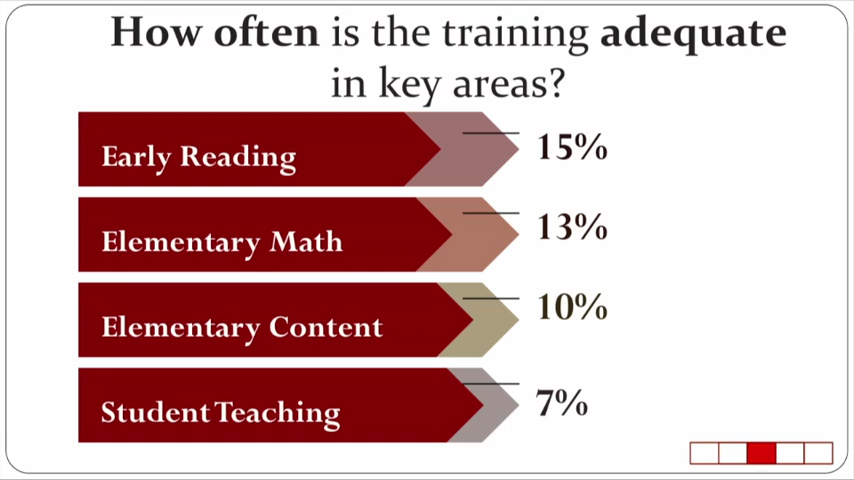 How often is the training adequate
in key areas?
Early Reading
15%
Elementary Math
13%
Elementary Content
10%
Student Teaching
7%